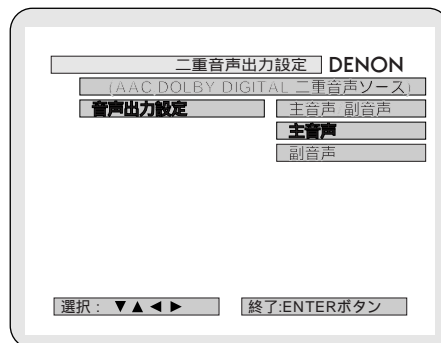 二重音声出力設定 DENON
(AAC,DOLBY DIGITAL 二重音声ソース)
音声出力設定 主音声 副音声
主音声
副音声
選択: ▼▲◀▶ 終了:ENTERボタン